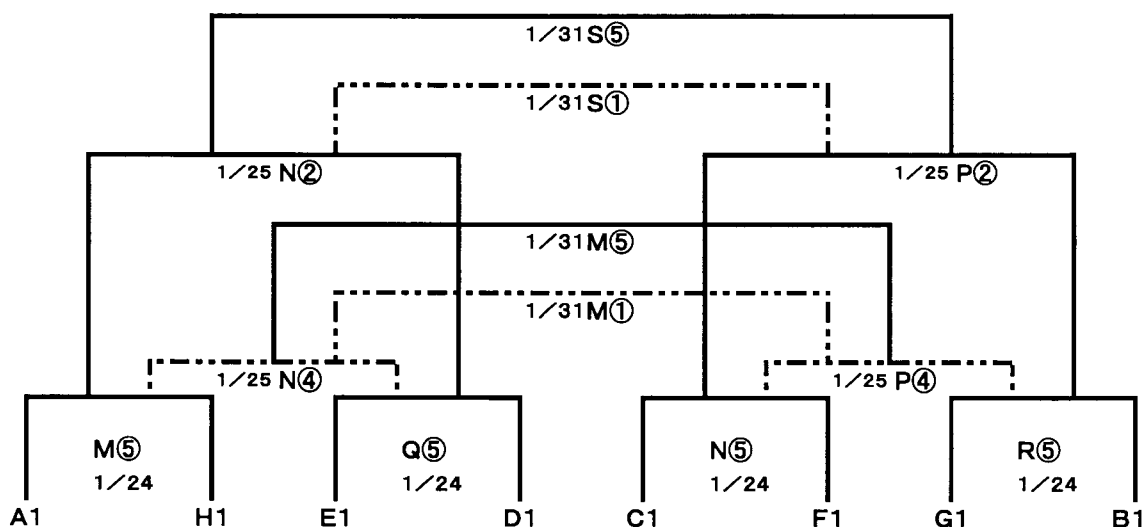 1/31S⑤
1/31S①
1/25 N② 1/25 P②
1/31M⑤
1/31M①
1/25 N④ 1/25 P④
M⑤ Q⑤ N⑤ R⑤
1/24 1/24 1/24 1/24
A1 H1 E1 D1 C1 F1 G1 B1